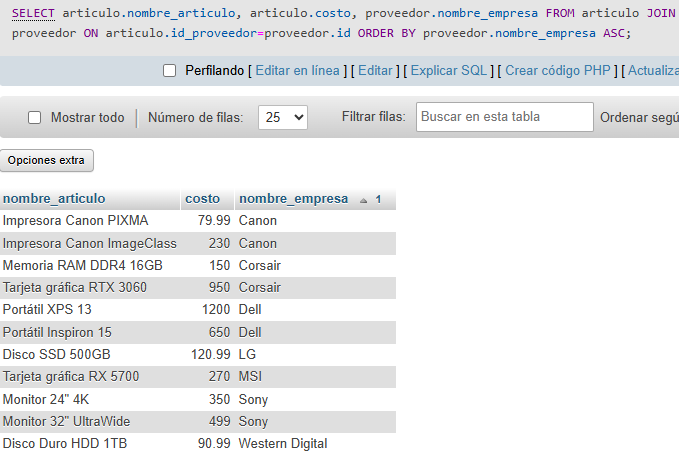 SELECT articulo.nombre_articulo, articulo.costo, proveedor.nombre_empresa FROM articulo JOIN
proveedor ON articulo.id_proveedor=proveedor.id ORDER BY proveedor.nombre_empresa ASC;
Perfilando [ Editar en línea ] [ Editar ] [ Explicar SQL ] [ Crear código PHP ] [ Actualiza
Mostrar todo Número de filas: 25 Filtrar filas: Buscar en esta tabla Ordenar segú
Opciones extra
nombre_articulo costo nombre_empresa 1
Impresora Canon PIXMA 79.99 Canon
Impresora Canon ImageClass 230 Canon
Memoria RAM DDR4 16GB 150 Corsair
Tarjeta gráfica RTX 3060 950 Corsair
Portátil XPS 13 1200 Dell
Portátil Inspiron 15 650 Dell
Disco SSD 500GB 120.99 LG
Tarjeta gráfica RX 5700 270 MSI
Monitor 24" 4K 350 Sony
Monitor 32" UltraWide 499 Sony
Disco Duro HDD 1TB 90.99 Western Digital